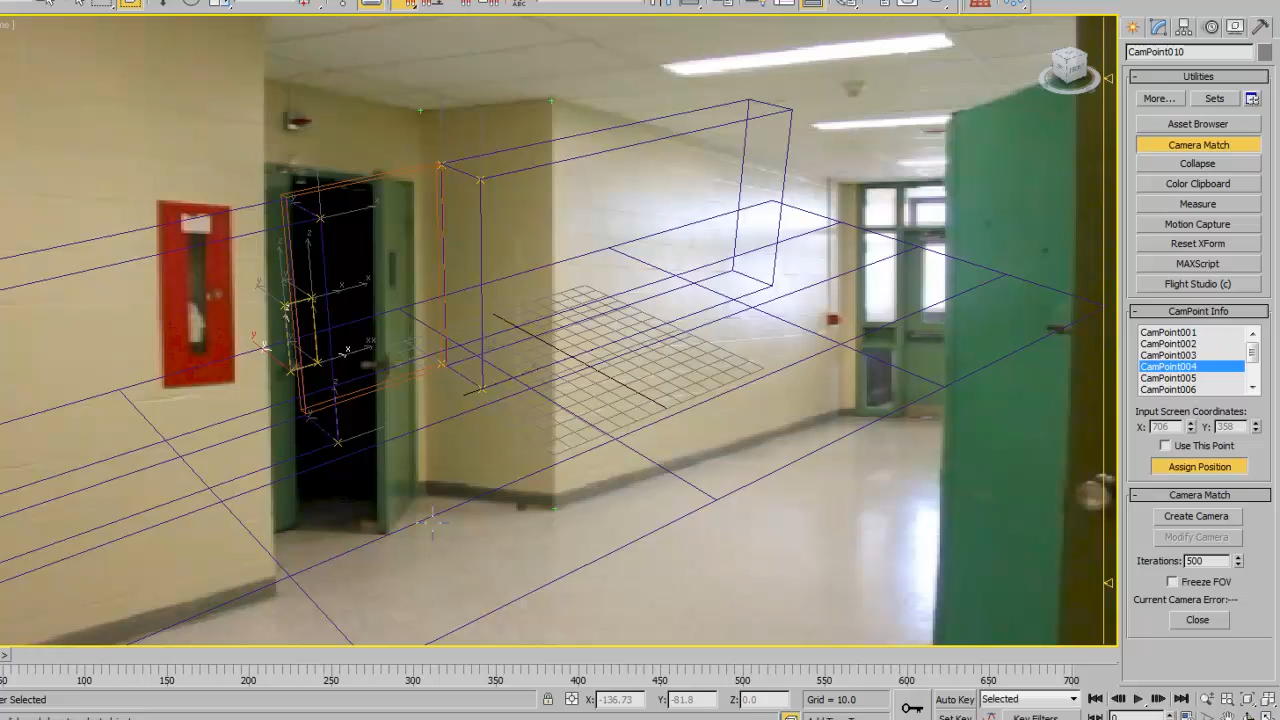 CamPoint010
- Utilities
More... Sets
Asset Browser
Camera Match
Collapse
Color Clipboard
Measure
Motion Capture
Reset XForm
MAXScript
Flight Studio (c)
- CamPoint Info
CamPoint001
CamPoint002
CamPoint003
CamPoint004
CamPoint005
CamPoint006
Input Screen Coordinates:
X: 706 Y: 358
Use This Point
Assign Position
- Camera Match
Create Camera
Modify Camera
Iterations: 500
Freeze FOV
Current Camera Error:---
Close
>
50 100 150 200 250 300 350 400 450 500 550 600 650 700
er Selected X: -136.73 Y: -81.8 Z: 0.0 Grid = 10.0 Auto Key Selected
Set Key Key Filters... 0